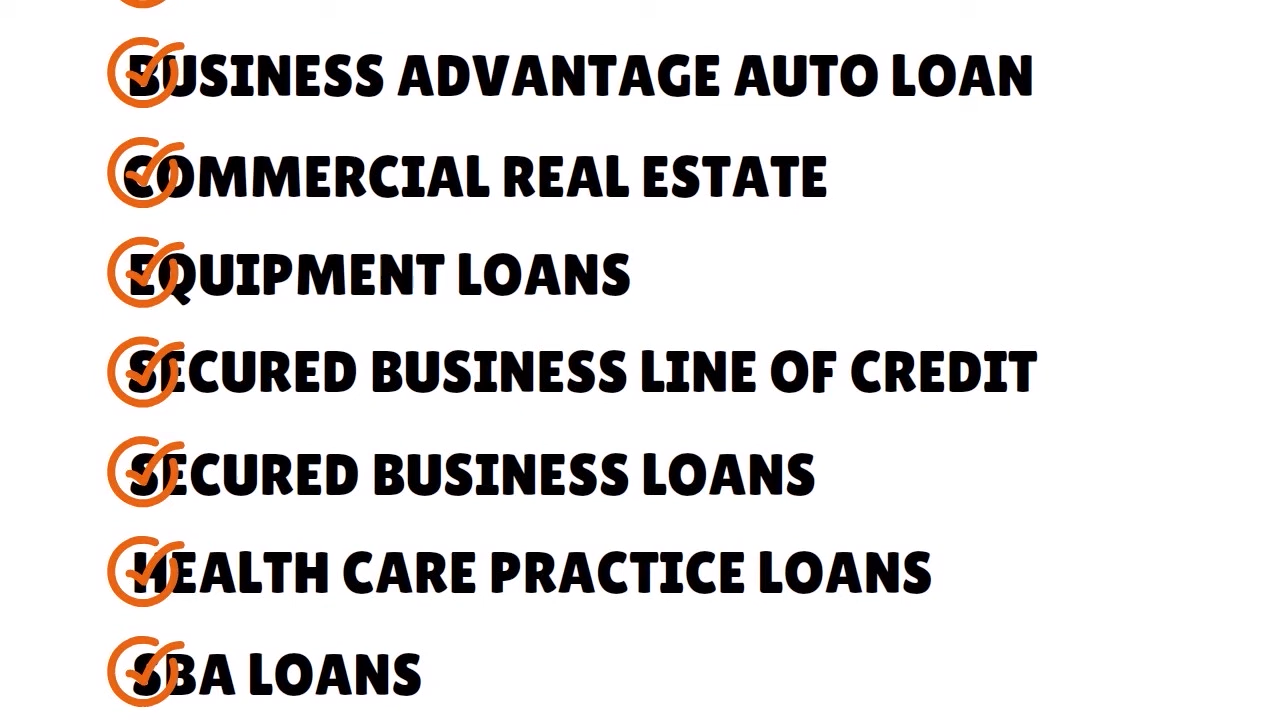 BUSINESS ADVANTAGE AUTO LOAN
COMMERCIAL REAL ESTATE
EQUIPMENT LOANS
SECURED BUSINESS LINE OF CREDIT
SECURED BUSINESS LOANS
HEALTH CARE PRACTICE LOANS
SBA LOANS